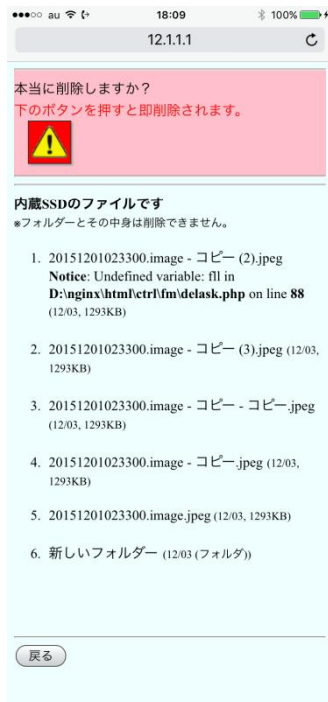 au 18:09 100%
12.1.1.1
本当に削除しますか？
下のボタンを押すと即削除されます。
内蔵SSDのファイルです
※フォルダーとその中身は削除できません。
1. 20151201023300.image - コピー (2).jpeg
Notice: Undefined variable: fll in
D:\nginx\html\ctrl\fm\delask.php on line 88
(12/03, 1293KB)
2. 20151201023300.image - コピー (3).jpeg (12/03,
1293KB)
3. 20151201023300.image - コピー - コピー.jpeg
(12/03, 1293KB)
4. 20151201023300.image - コピー.jpeg (12/03,
1293KB)
5. 20151201023300.image.jpeg (12/03, 1293KB)
6. 新しいフォルダー (12/03 (フォルダ))
戻る